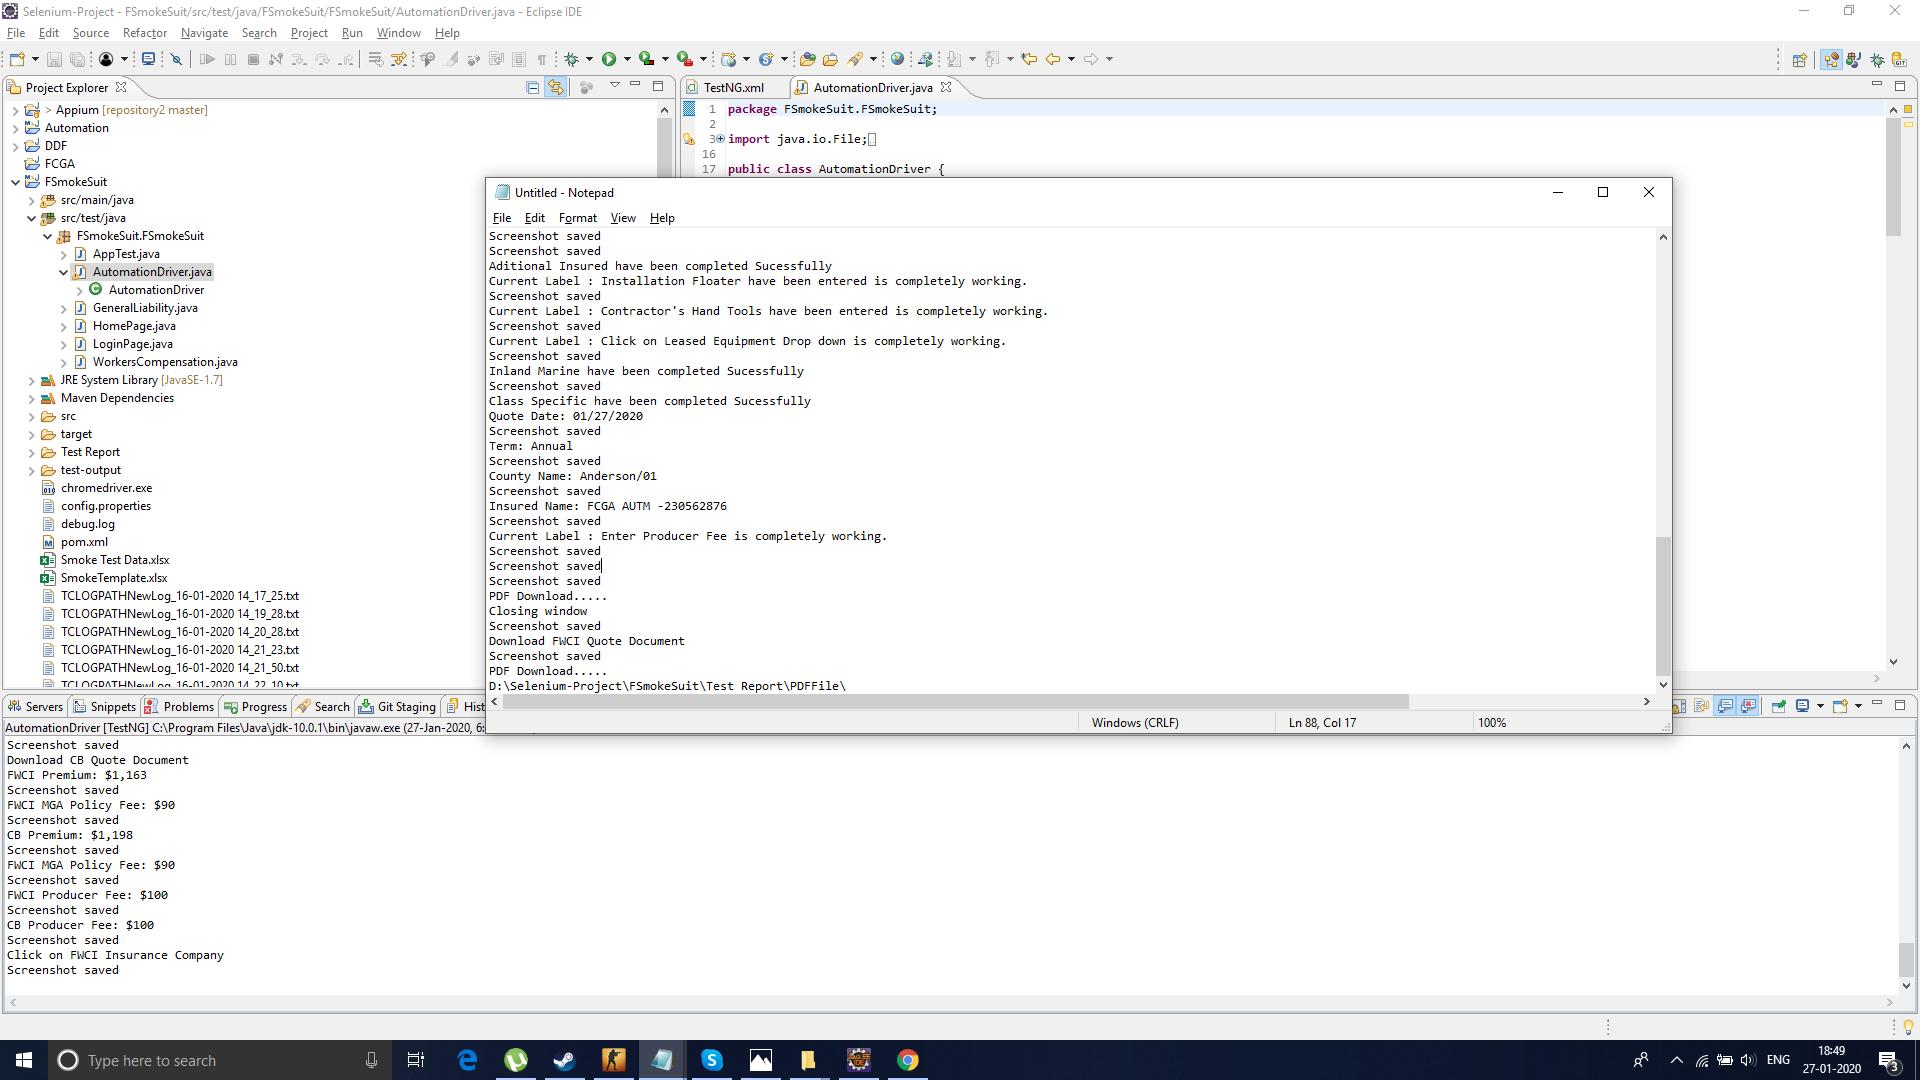 Selenium-Project - FSmokeSuit/src/test/java/FSmokeSuit/FSmokeSuit/AutomationDriver.java - Eclipse IDE
File Edit Source Refactor Navigate Search Project Run Window Help
Project Explorer
> Appium [repository2 master]
Automation
DDF
FCGA
FSmokeSuit
src/main/java
src/test/java
FSmokeSuit.FSmokeSuit
AppTest.java
AutomationDriver.java
AutomationDriver
GeneralLiability.java
HomePage.java
LoginPage.java
WorkersCompensation.java
JRE System Library [JavaSE-1.7]
Maven Dependencies
src
target
Test Report
test-output
chromedriver.exe
config.properties
debug.log
pom.xml
Smoke Test Data.xlsx
SmokeTemplate.xlsx
TCLOGPATHNewLog_16-01-2020 14_17_25.txt
TCLOGPATHNewLog_16-01-2020 14_19_28.txt
TCLOGPATHNewLog_16-01-2020 14_20_28.txt
TCLOGPATHNewLog_16-01-2020 14_21_23.txt
TCLOGPATHNewLog_16-01-2020 14_21_50.txt
TCLOGPATHNewLog_16-01-2020 14_22_10.txt
TestNG.xml AutomationDriver.java
1 package FSmokeSuit.FSmokeSuit;
2
3 import java.io.File;
16
17 public class AutomationDriver {
Untitled - Notepad
File Edit Format View Help
Screenshot saved
Screenshot saved
Aditional Insured have been completed Sucessfully
Current Label : Installation Floater have been entered is completely working.
Screenshot saved
Current Label : Contractor's Hand Tools have been entered is completely working.
Screenshot saved
Current Label : Click on Leased Equipment Drop down is completely working.
Screenshot saved
Inland Marine have been completed Sucessfully
Screenshot saved
Class Specific have been completed Sucessfully
Quote Date: 01/27/2020
Screenshot saved
Term: Annual
Screenshot saved
County Name: Anderson/01
Screenshot saved
Insured Name: FCGA AUTM -230562876
Screenshot saved
Current Label : Enter Producer Fee is completely working.
Screenshot saved
Screenshot saved
Screenshot saved
PDF Download.....
Closing window
Screenshot saved
Download FWCI Quote Document
Screenshot saved
PDF Download.....
D:\Selenium-Project\FSmokeSuit\Test Report\PDFFile\
Windows (CRLF) Ln 88, Col 17 100%
Servers Snippets Problems Progress Search Git Staging Hist
AutomationDriver [TestNG] C:\Program Files\Java\jdk-10.0.1\bin\javaw.exe (27-Jan-2020, 6:
Screenshot saved
Download CB Quote Document
FWCI Premium: $1,163
Screenshot saved
FWCI MGA Policy Fee: $90
Screenshot saved
CB Premium: $1,198
Screenshot saved
FWCI MGA Policy Fee: $90
Screenshot saved
FWCI Producer Fee: $100
Screenshot saved
CB Producer Fee: $100
Screenshot saved
Click on FWCI Insurance Company
Screenshot saved
Type here to search
ENG
18:49
27-01-2020
3